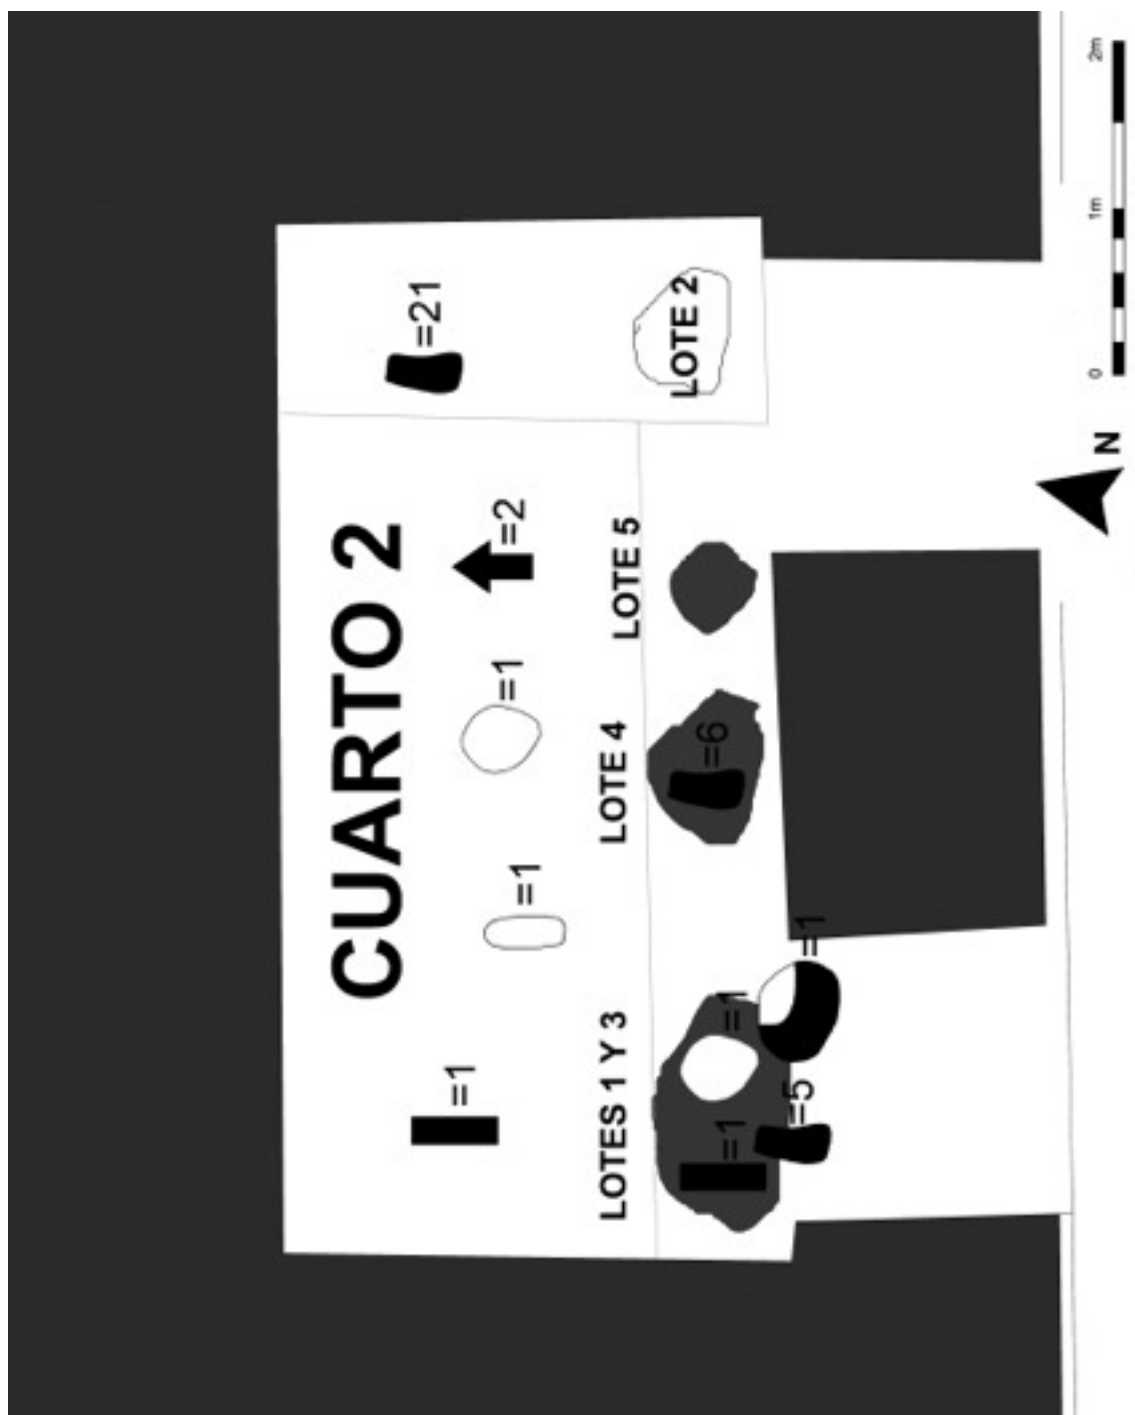 CUARTO 2
=1
=1
=1
=2
=21
LOTES 1 Y 3
LOTE 4
LOTE 5
LOTE 2
=1
=1
=6
=5
=1
N
0
1m
2m